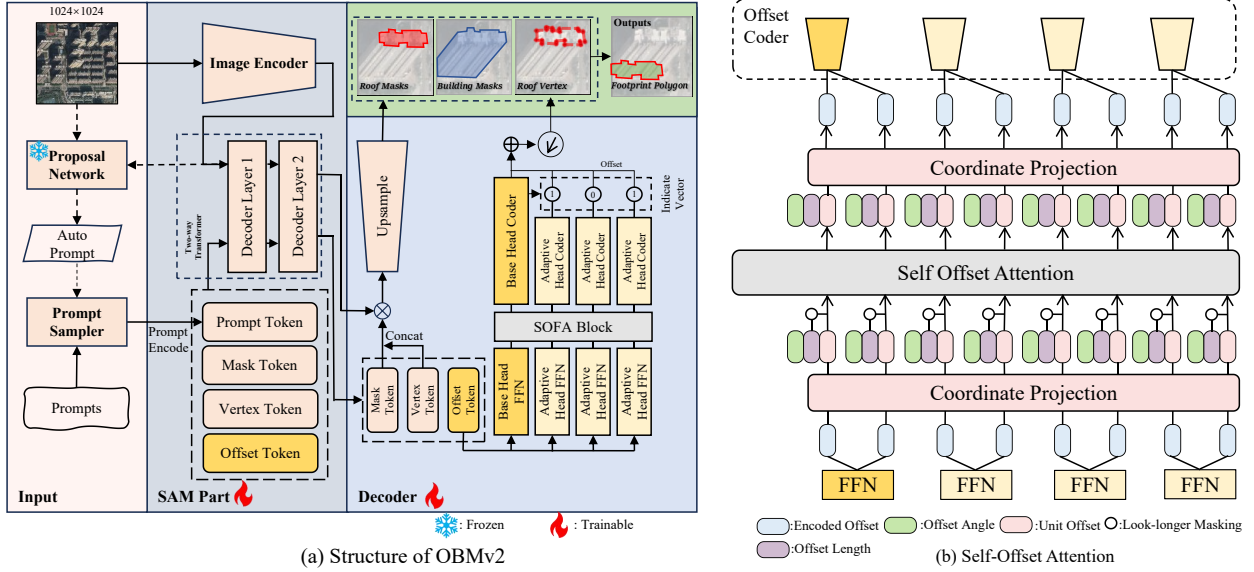 1024×1024
Image Encoder
Proposal
Network
Auto
Prompt
Prompt
Sampler
Prompts
Input
Two-way
Transformer
Decoder Layer 1
Decoder Layer 2
Prompt
Encode
Prompt Token
Mask Token
Vertex Token
Offset Token
SAM Part
Roof Masks
Building Masks
Roof Vertex
Outputs
Footprint Polygon
Upsample
Concat
Mask
Token
Vertex
Token
Offset
Token
Offset
Indicate
Vector
1
0
1
Base Head Coder
Adaptive
Head Coder
Adaptive
Head Coder
Adaptive
Head Coder
SOFA Block
Base Head
FFN
Adaptive
Head FFN
Adaptive
Head FFN
Adaptive
Head FFN
Decoder
: Frozen
: Trainable
(a) Structure of OBMv2
Offset
Coder
Coordinate Projection
Self Offset Attention
Coordinate Projection
FFN
FFN
FFN
FFN
:Encoded Offset
:Offset Angle
:Unit Offset
:Look-longer Masking
:Offset Length
(b) Self-Offset Attention